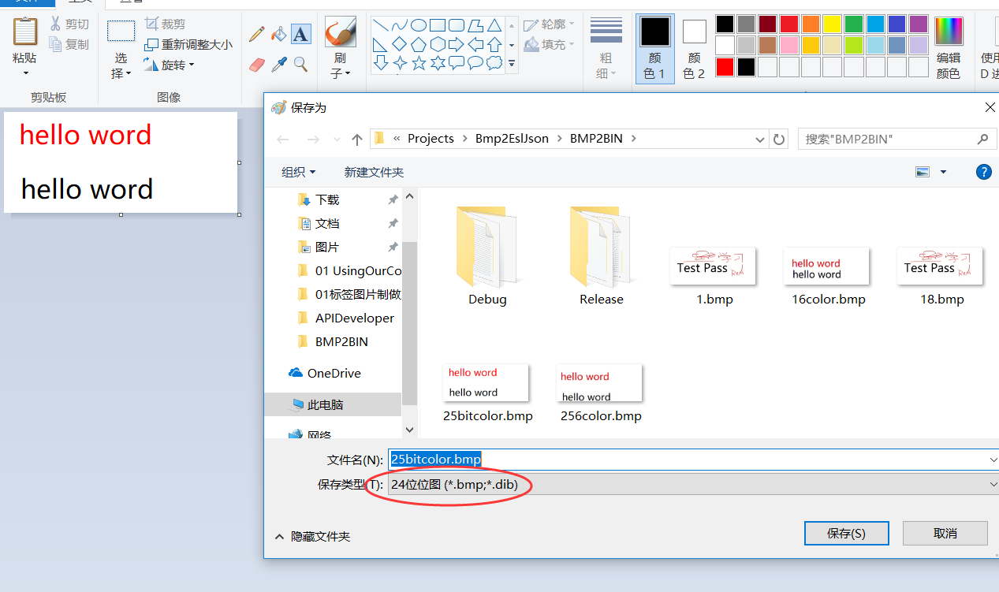 剪切
裁剪
轮廓
复制
重新调整大小
填充
粘贴
选
择
旋转
A
刷
子
粗
细
颜
色 1
颜
色 2
编辑
颜色
剪贴板
图像
hello word
hello word
保存为
« Projects > Bmp2EslJson > BMP2BIN >
搜索"BMP2BIN"
组织
新建文件夹
?
下载
文档
图片
01 UsingOurCo
01标签图片制做
APIDeveloper
BMP2BIN
OneDrive
此电脑
网络
Debug
Release
Test Pass 学习 Red
1.bmp
hello word
hello word
16color.bmp
Test Pass 学习 Red
18.bmp
hello word
hello word
25bitcolor.bmp
hello word
hello word
256color.bmp
文件名(N): 25bitcolor.bmp
保存类型(T): 24位位图 (*.bmp;*.dib)
隐藏文件夹
保存(S)
取消